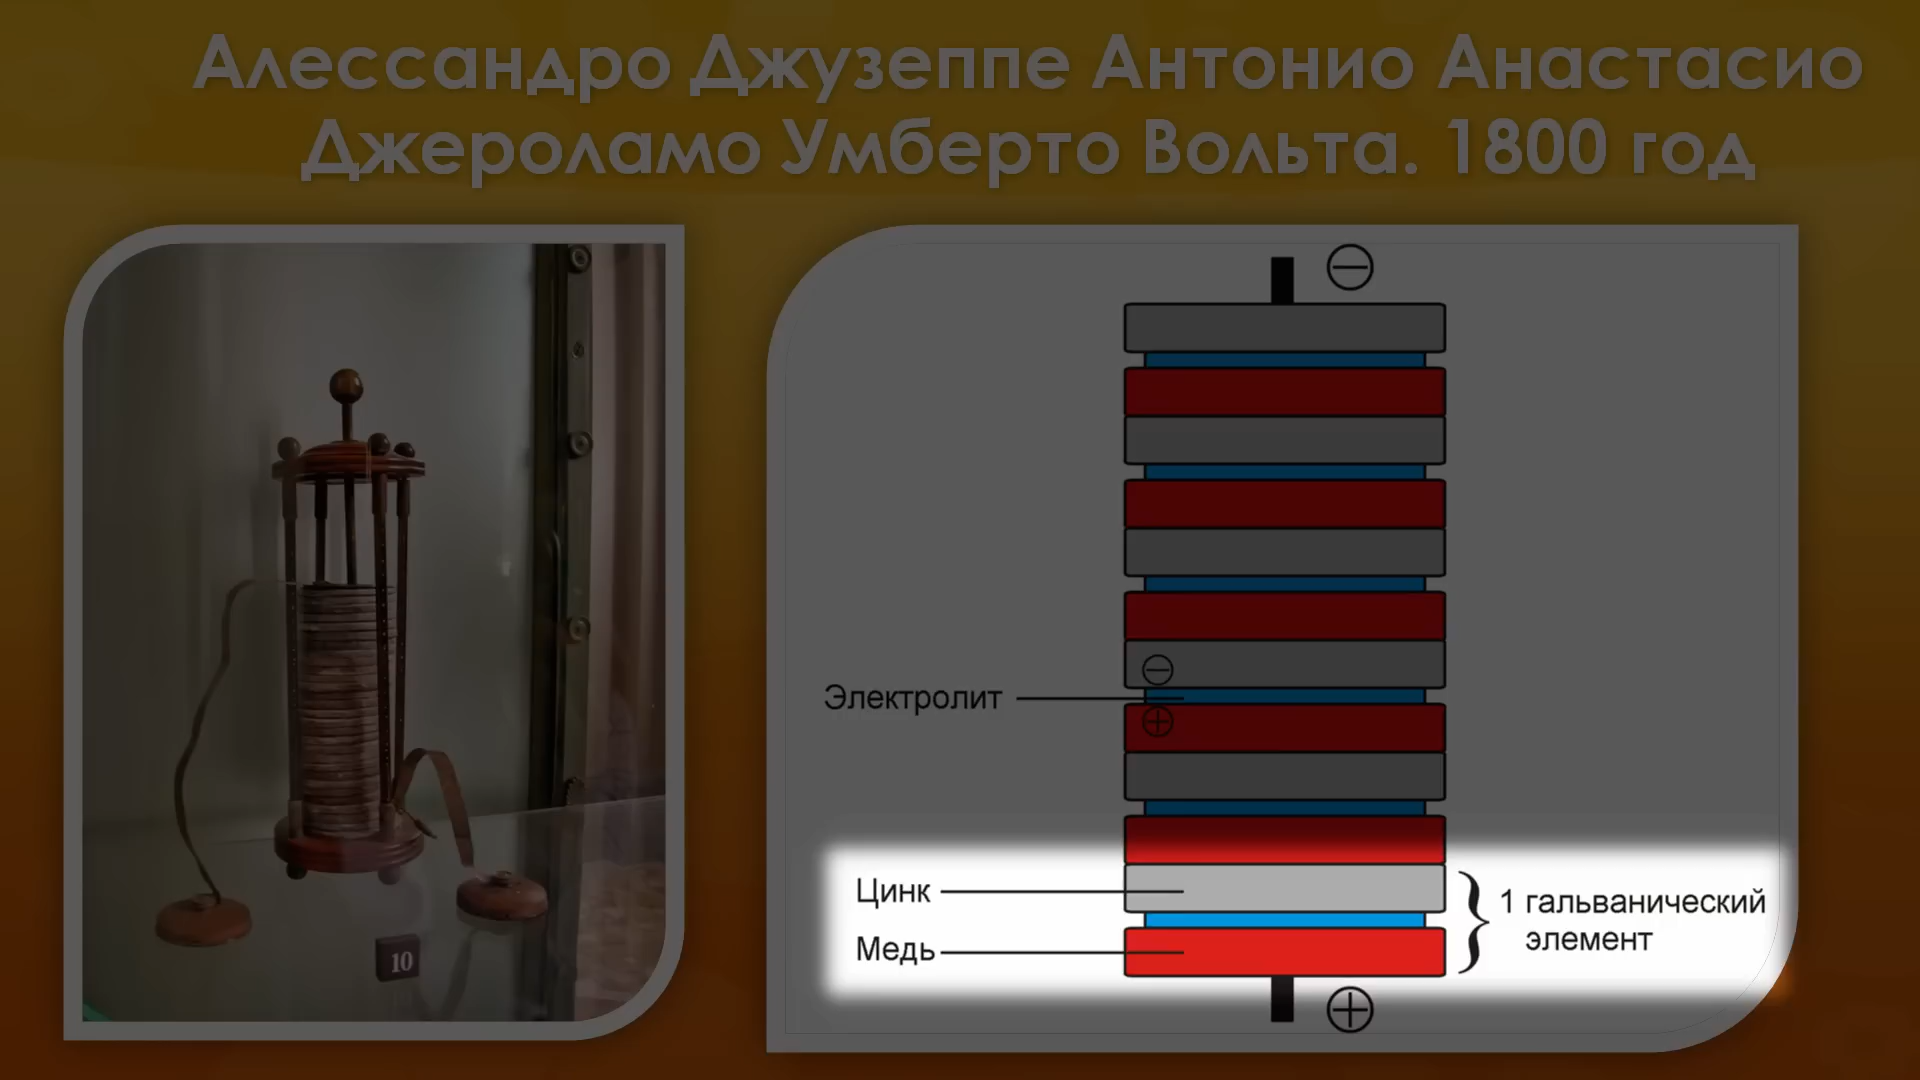 Алессандро Джузеппе Антонио Анастасио
Джероламо Умберто Вольта. 1800 год
10
Электролит
Цинк
Медь
1 гальванический
элемент